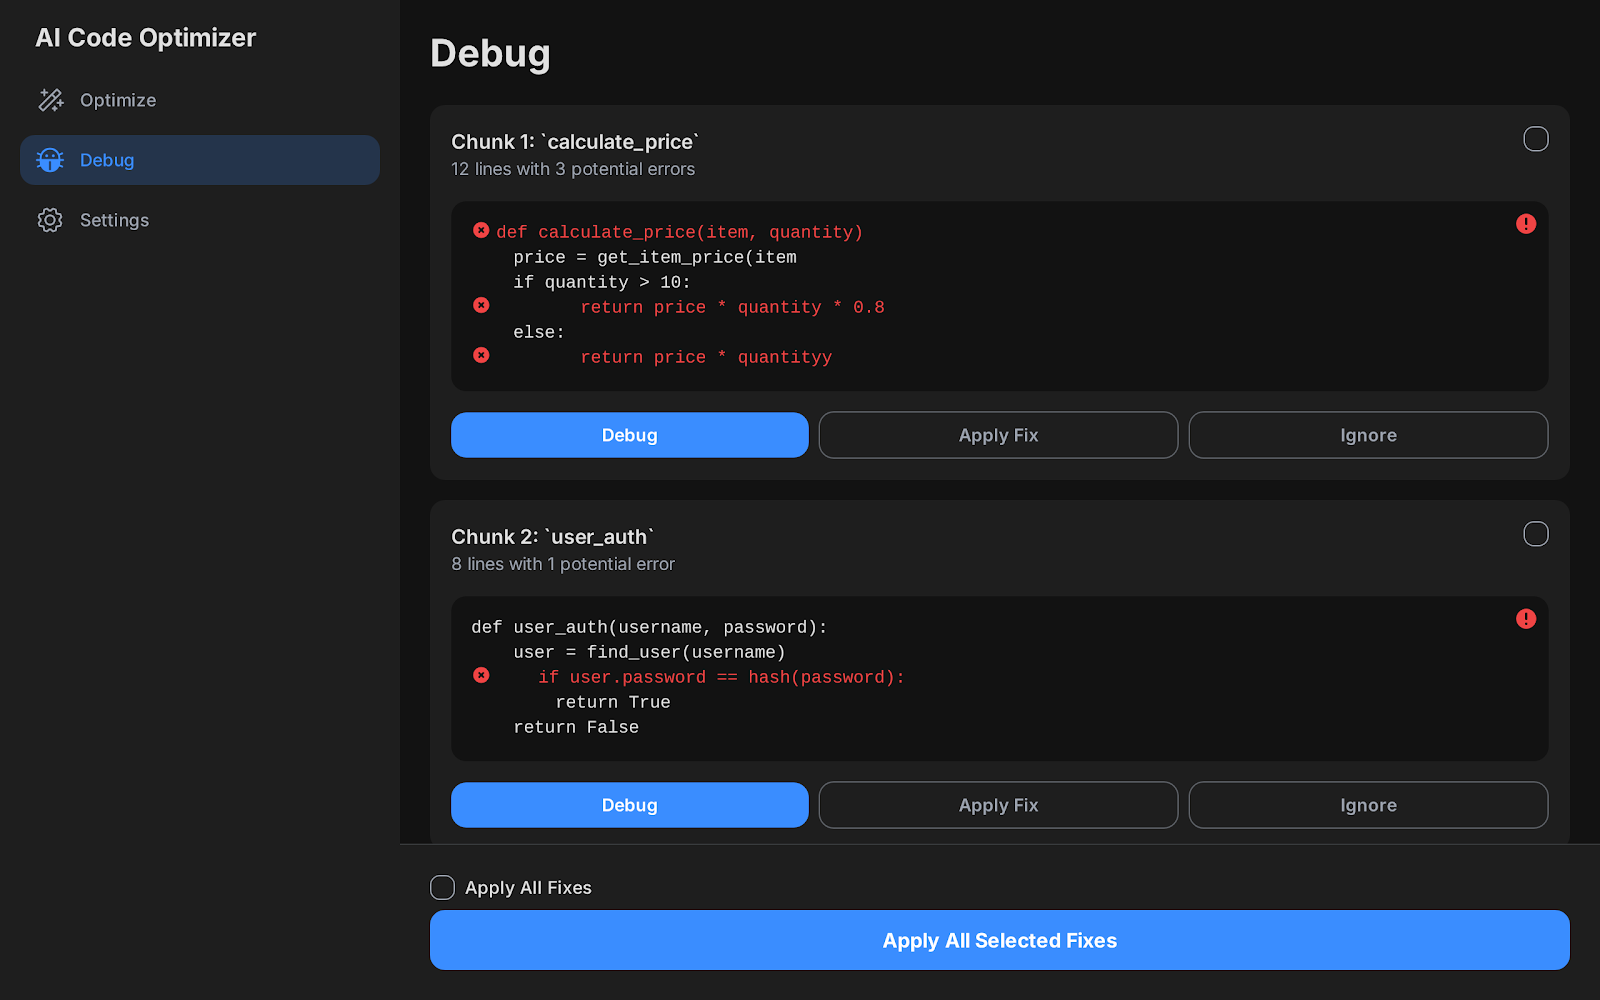 AI Code Optimizer
Optimize
Debug
Settings
Debug
Chunk 1: `calculate_price`
12 lines with 3 potential errors
def calculate_price(item, quantity)
    price = get_item_price(item
    if quantity > 10:
        return price * quantity * 0.8
    else:
        return price * quantityy
Debug
Apply Fix
Ignore
Chunk 2: `user_auth`
8 lines with 1 potential error
def user_auth(username, password):
    user = find_user(username)
    if user.password == hash(password):
        return True
    return False
Debug
Apply Fix
Ignore
Apply All Fixes
Apply All Selected Fixes